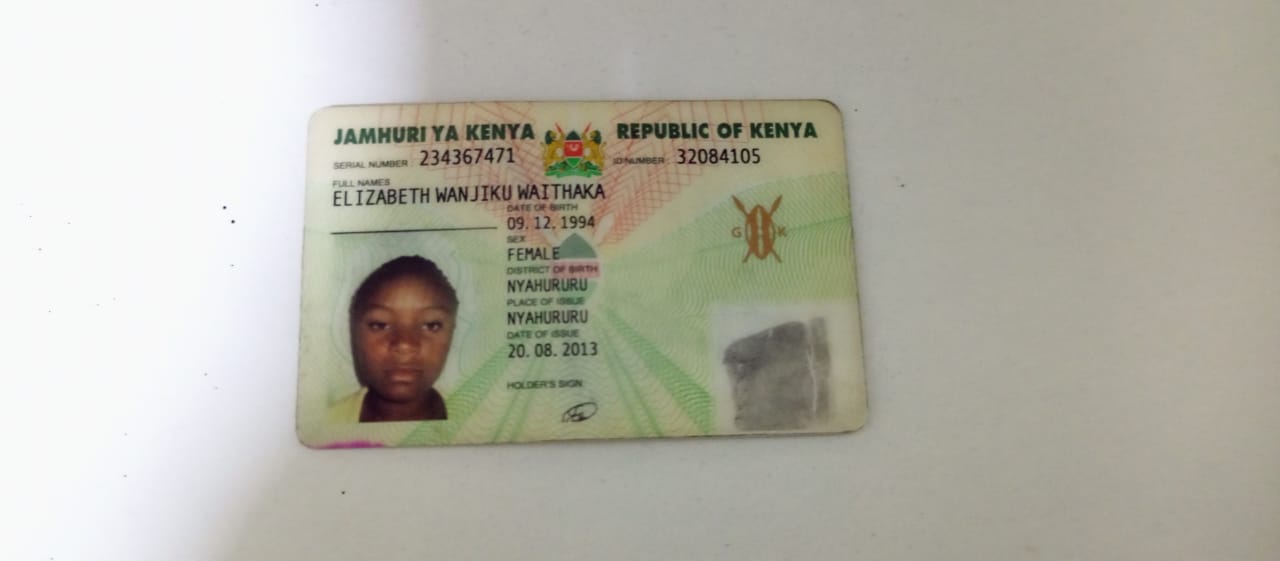 JAMHURI YA KENYA REPUBLIC OF KENYA
SERIAL NUMBER : 234367471 ID NUMBER : 32084105
FULL NAMES
ELIZABETH WANJIKU WAITHAKA
DATE OF BIRTH
09. 12. 1994
SEX
FEMALE
G K
DISTRICT OF BIRTH
NYAHURURU
PLACE OF ISSUE
NYAHURURU
DATE OF ISSUE
20. 08. 2013
HOLDER'S SIGN.